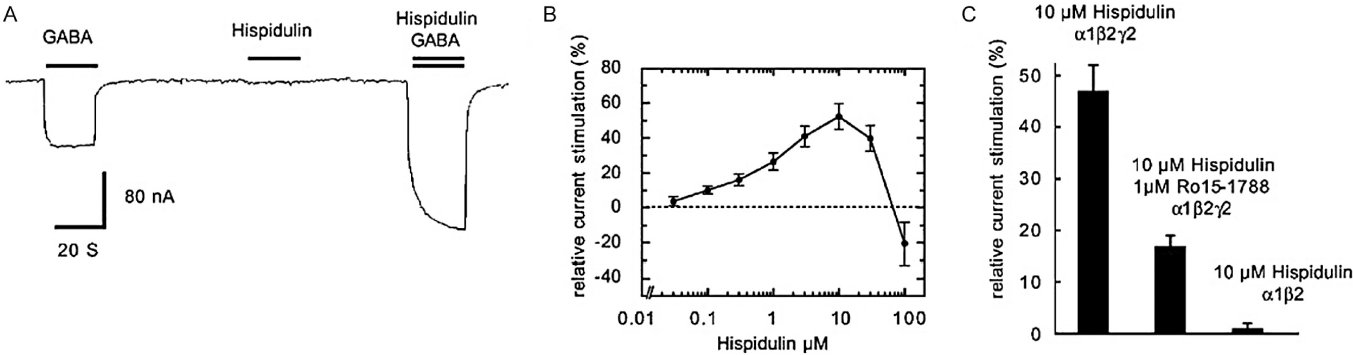 A
GABA
Hispidulin
Hispidulin
GABA
80 nA
20 S
B
relative current stimulation (%)
80
60
40
20
0
-20
-40
0.01
0.1
1
10
100
Hispidulin µM
C
relative current stimulation (%)
50
40
30
20
10
0
10 µM Hispidulin
α1β2γ2
10 µM Hispidulin
1µM Ro15-1788
α1β2γ2
10 µM Hispidulin
α1β2